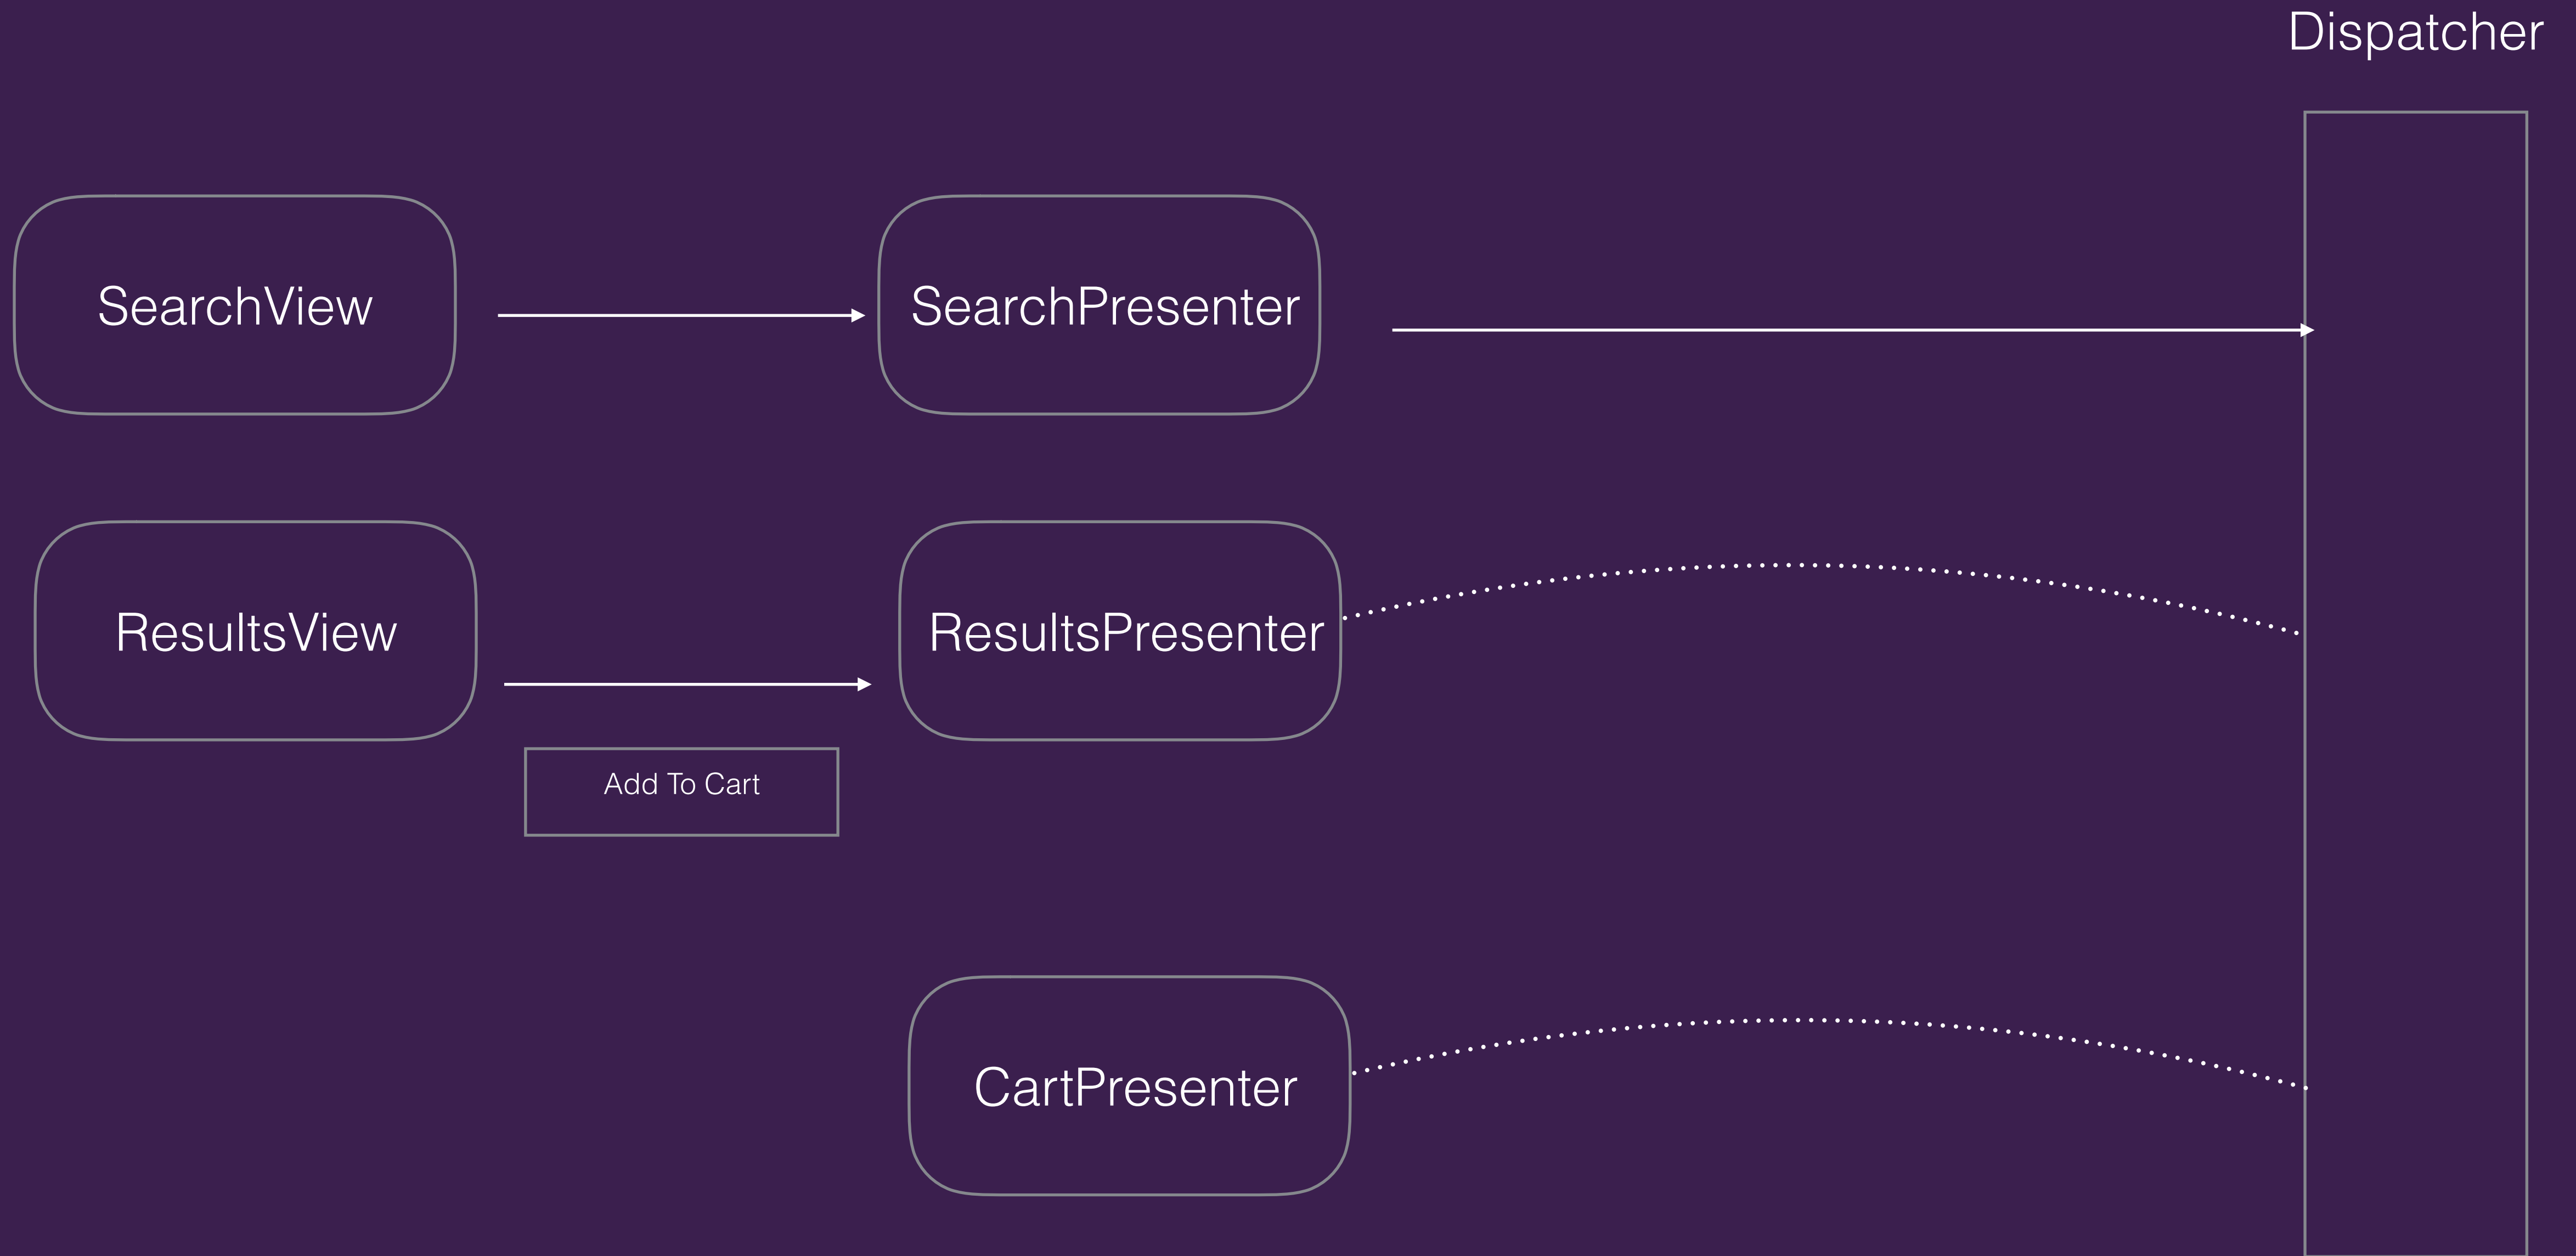 Dispatcher
SearchView
SearchPresenter
ResultsView
ResultsPresenter
Add To Cart
CartPresenter